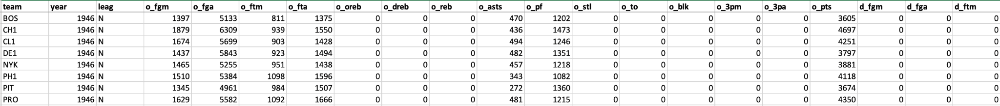 team year leag o_fgm o_fga o_ftm o_fta o_oreb o_dreb o_reb o_asts o_pf o_stl o_to o_blk o_3pm o_3pa o_pts d_fgm d_fga d_ftm
BOS 1946 N 1397 5133 811 1375 0 0 0 470 1202 0 0 0 0 0 3605 0 0 0
CH1 1946 N 1879 6309 939 1550 0 0 0 436 1473 0 0 0 0 0 4697 0 0 0
CL1 1946 N 1674 5699 903 1428 0 0 0 494 1246 0 0 0 0 0 4251 0 0 0
DE1 1946 N 1437 5843 923 1494 0 0 0 482 1351 0 0 0 0 0 3797 0 0 0
NYK 1946 N 1465 5255 951 1438 0 0 0 457 1218 0 0 0 0 0 3881 0 0 0
PH1 1946 N 1510 5384 1098 1596 0 0 0 343 1082 0 0 0 0 0 4118 0 0 0
PIT 1946 N 1345 4961 984 1507 0 0 0 272 1360 0 0 0 0 0 3674 0 0 0
PRO 1946 N 1629 5582 1092 1666 0 0 0 481 1215 0 0 0 0 0 4350 0 0 0